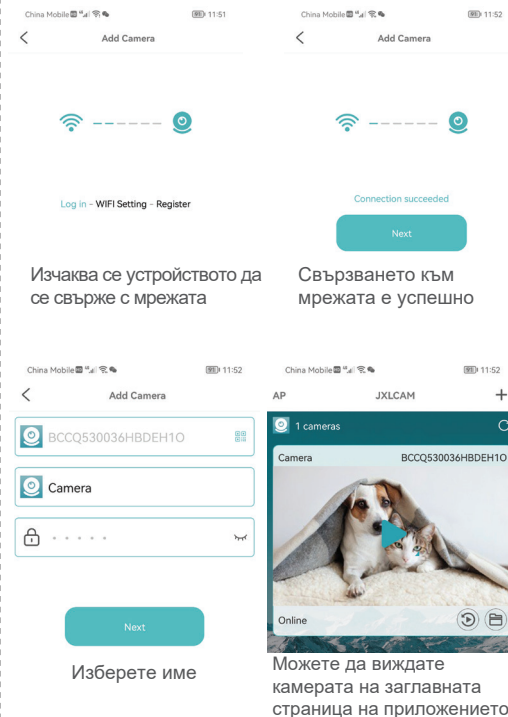 China Mobile 11:51
Add Camera
Log in - WIFI Setting - Register
Изчаква се устройството да
се свърже с мрежата
China Mobile 11:52
Add Camera
Connection succeeded
Next
Свързването към
мрежата е успешно
China Mobile 11:52
Add Camera
BCCQ530036HBDEH1O
Camera
Next
Изберете име
China Mobile 11:52
AP JXLCAM +
1 cameras
Camera BCCQ530036HBDEH1O
Online
Можете да виждате
камерата на заглавната
страница на приложението